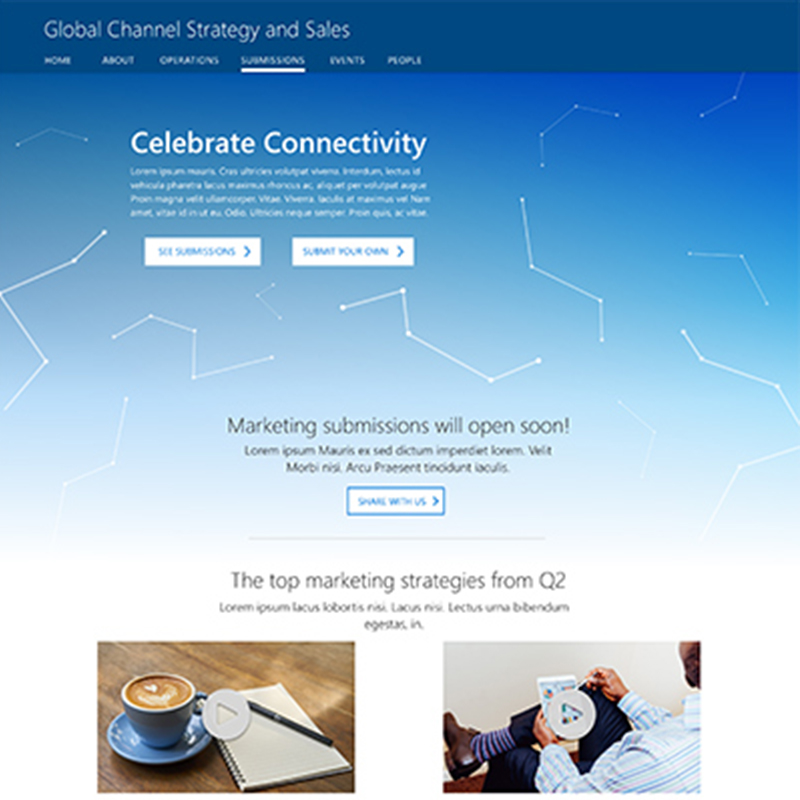 Global Channel Strategy and Sales
HOME ABOUT OPERATIONS SUBMISSIONS EVENTS PEOPLE
Celebrate Connectivity
Lorem ipsum mauris. Cras ultricies volutpat viverra. Interdum, lectus id
vehicula pharetra lacus maximus rhoncus ac, aliquet per volutpat augue
Proin magna velit ullamcorper. Vitae. Viverra. Iaculis at maximus vel Nam
amet, vitae id in ut eu. Odio. Ultricies neque semper. Proin quis, ac vitae.
SEE SUBMISSIONS
SUBMIT YOUR OWN
Marketing submissions will open soon!
Lorem ipsum Mauris ex sed dictum imperdiet lorem. Velit
Morbi nisi. Arcu Praesent tincidunt iaculis.
SHARE WITH US
The top marketing strategies from Q2
Lorem ipsum lacus lobortis nisi. Lacus nisi. Lectus urna bibendum
egestas, in.